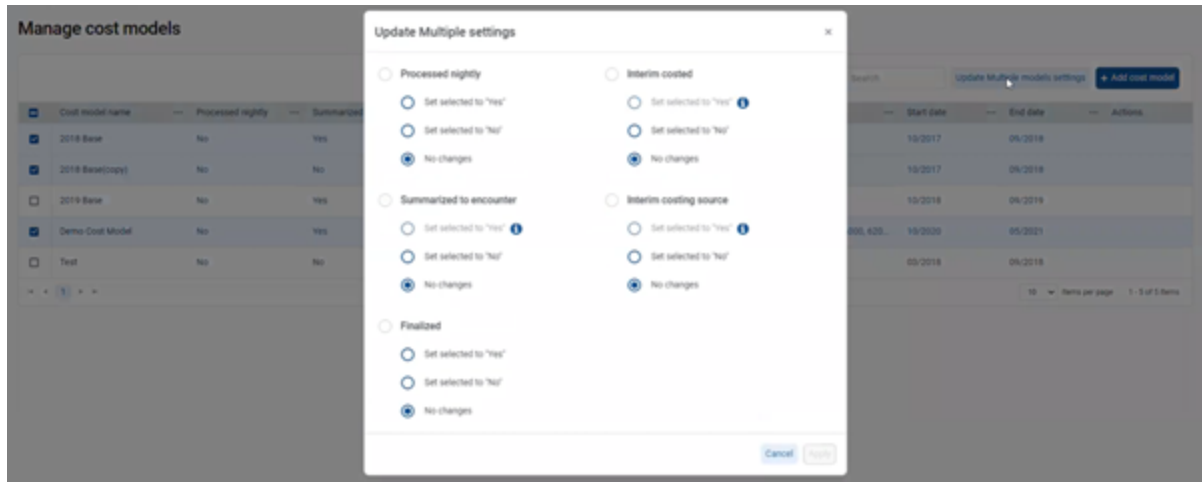 Manage cost models
Update Multiple settings
×
Search
Update Multiple models settings
+ Add cost model
Processed nightly
Set selected to "Yes"
Set selected to "No"
No changes
Interim costed
Set selected to "Yes"
Set selected to "No"
No changes
Summarized to encounter
Set selected to "Yes"
Set selected to "No"
No changes
Interim costing source
Set selected to "Yes"
Set selected to "No"
No changes
Finalized
Set selected to "Yes"
Set selected to "No"
No changes
Cancel Apply
Cost model name Processed nightly Summarized Start date End date Actions
2018 Base No Yes 10/2017 09/2018
2018 Base(copy) No No 10/2017 09/2018
2019 Base No Yes 10/2018 09/2019
Demo Cost Model No Yes 000, 620... 10/2020 05/2021
Test No No 03/2018 09/2018
1 10 items per page 1 - 5 of 5 items